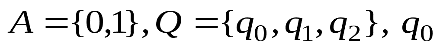 A = {0,1}, Q = {q₀, q₁, q₂}, q₀